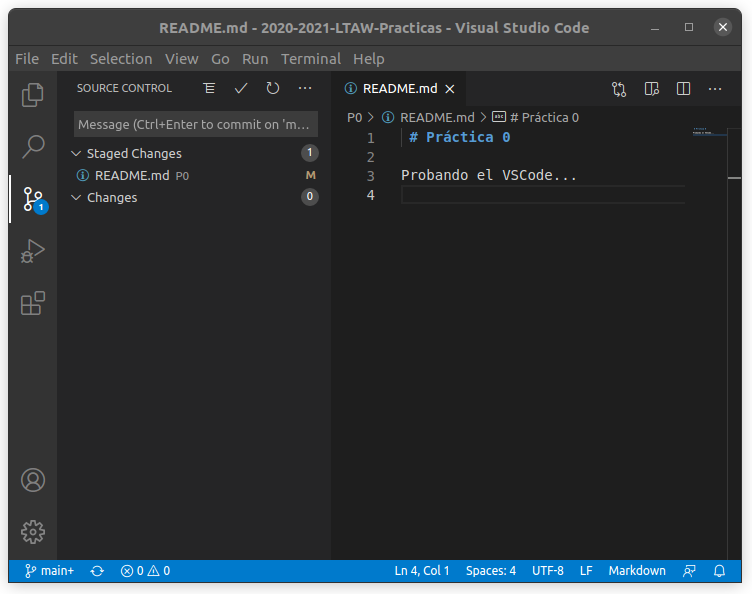 README.md - 2020-2021-LTAW-Practicas - Visual Studio Code
File Edit Selection View Go Run Terminal Help
SOURCE CONTROL
Message (Ctrl+Enter to commit on 'm...
Staged Changes 1
README.md P0 M
Changes 0
1
README.md
P0 > README.md > abc # Práctica 0
1 # Práctica 0
2
3 Probando el VSCode...
4
main+ 0 0 Ln 4, Col 1 Spaces: 4 UTF-8 LF Markdown